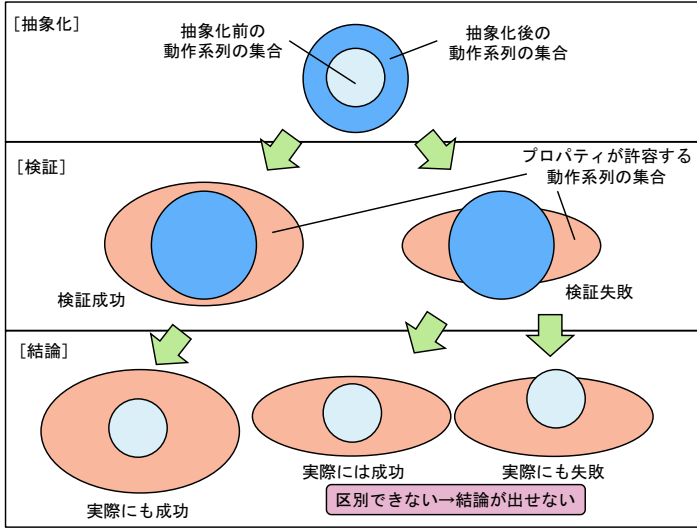 [抽象化]
抽象化前の
動作系列の集合
抽象化後の
動作系列の集合
[検証]
プロパティが許容する
動作系列の集合
検証成功
検証失敗
[結論]
実際にも成功
実際には成功
実際にも失敗
区別できない→結論が出せない